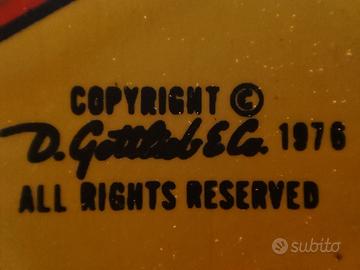 COPYRIGHT ©
D. Gottlieb & Co. 1976
ALL RIGHTS RESERVED
subito